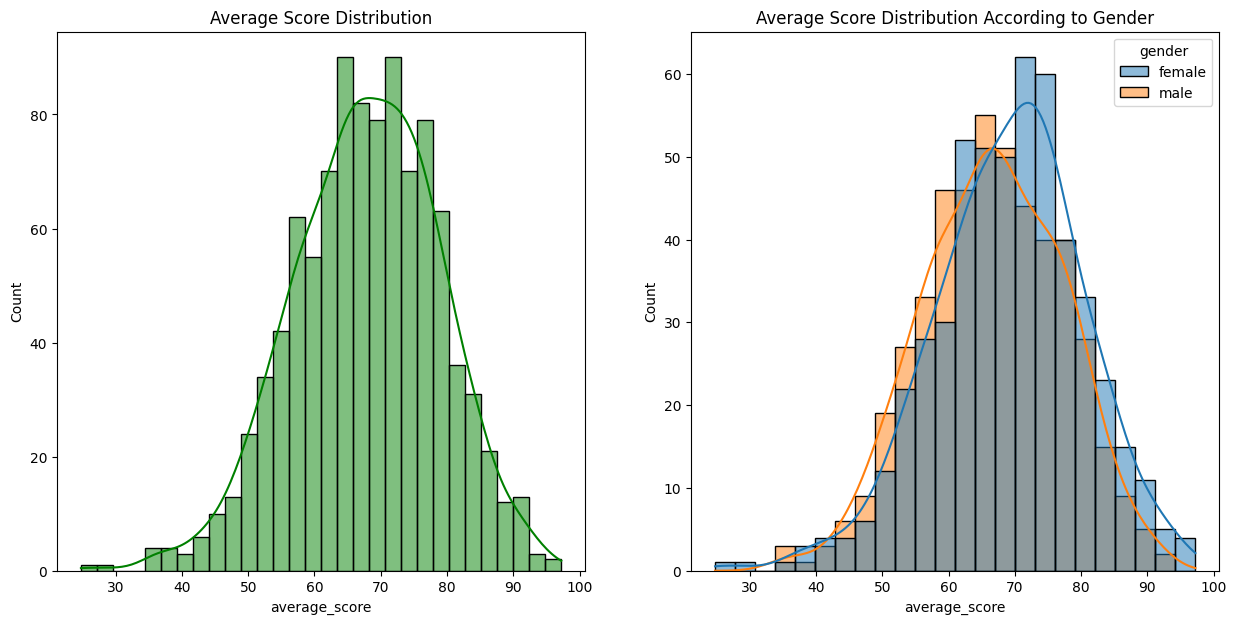 Average Score Distribution
Count
80
60
40
20
0
30 40 50 60 70 80 90 100
average_score
Average Score Distribution According to Gender
gender
female
male
Count
60
50
40
30
20
10
0
30 40 50 60 70 80 90 100
average_score